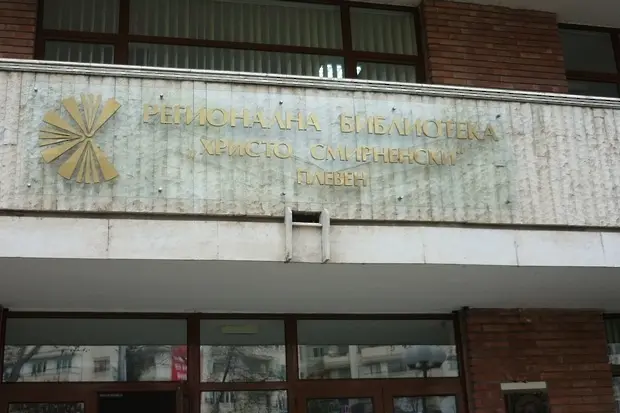 РЕГИОНАЛНА БИБЛИОТЕКА
"ХРИСТО СМИРНЕНСКИ"
ПЛЕВЕН